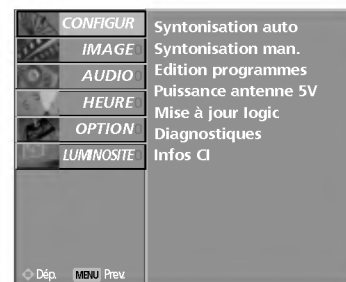 CONFIGUR
IMAGE
AUDIO
HEURE
OPTION
LUMINOSITE
Syntonisation auto
Syntonisation man.
Edition programmes
Puissance antenne 5V
Mise à jour logic
Diagnostiques
Infos CI
Dép. MENU Prev.